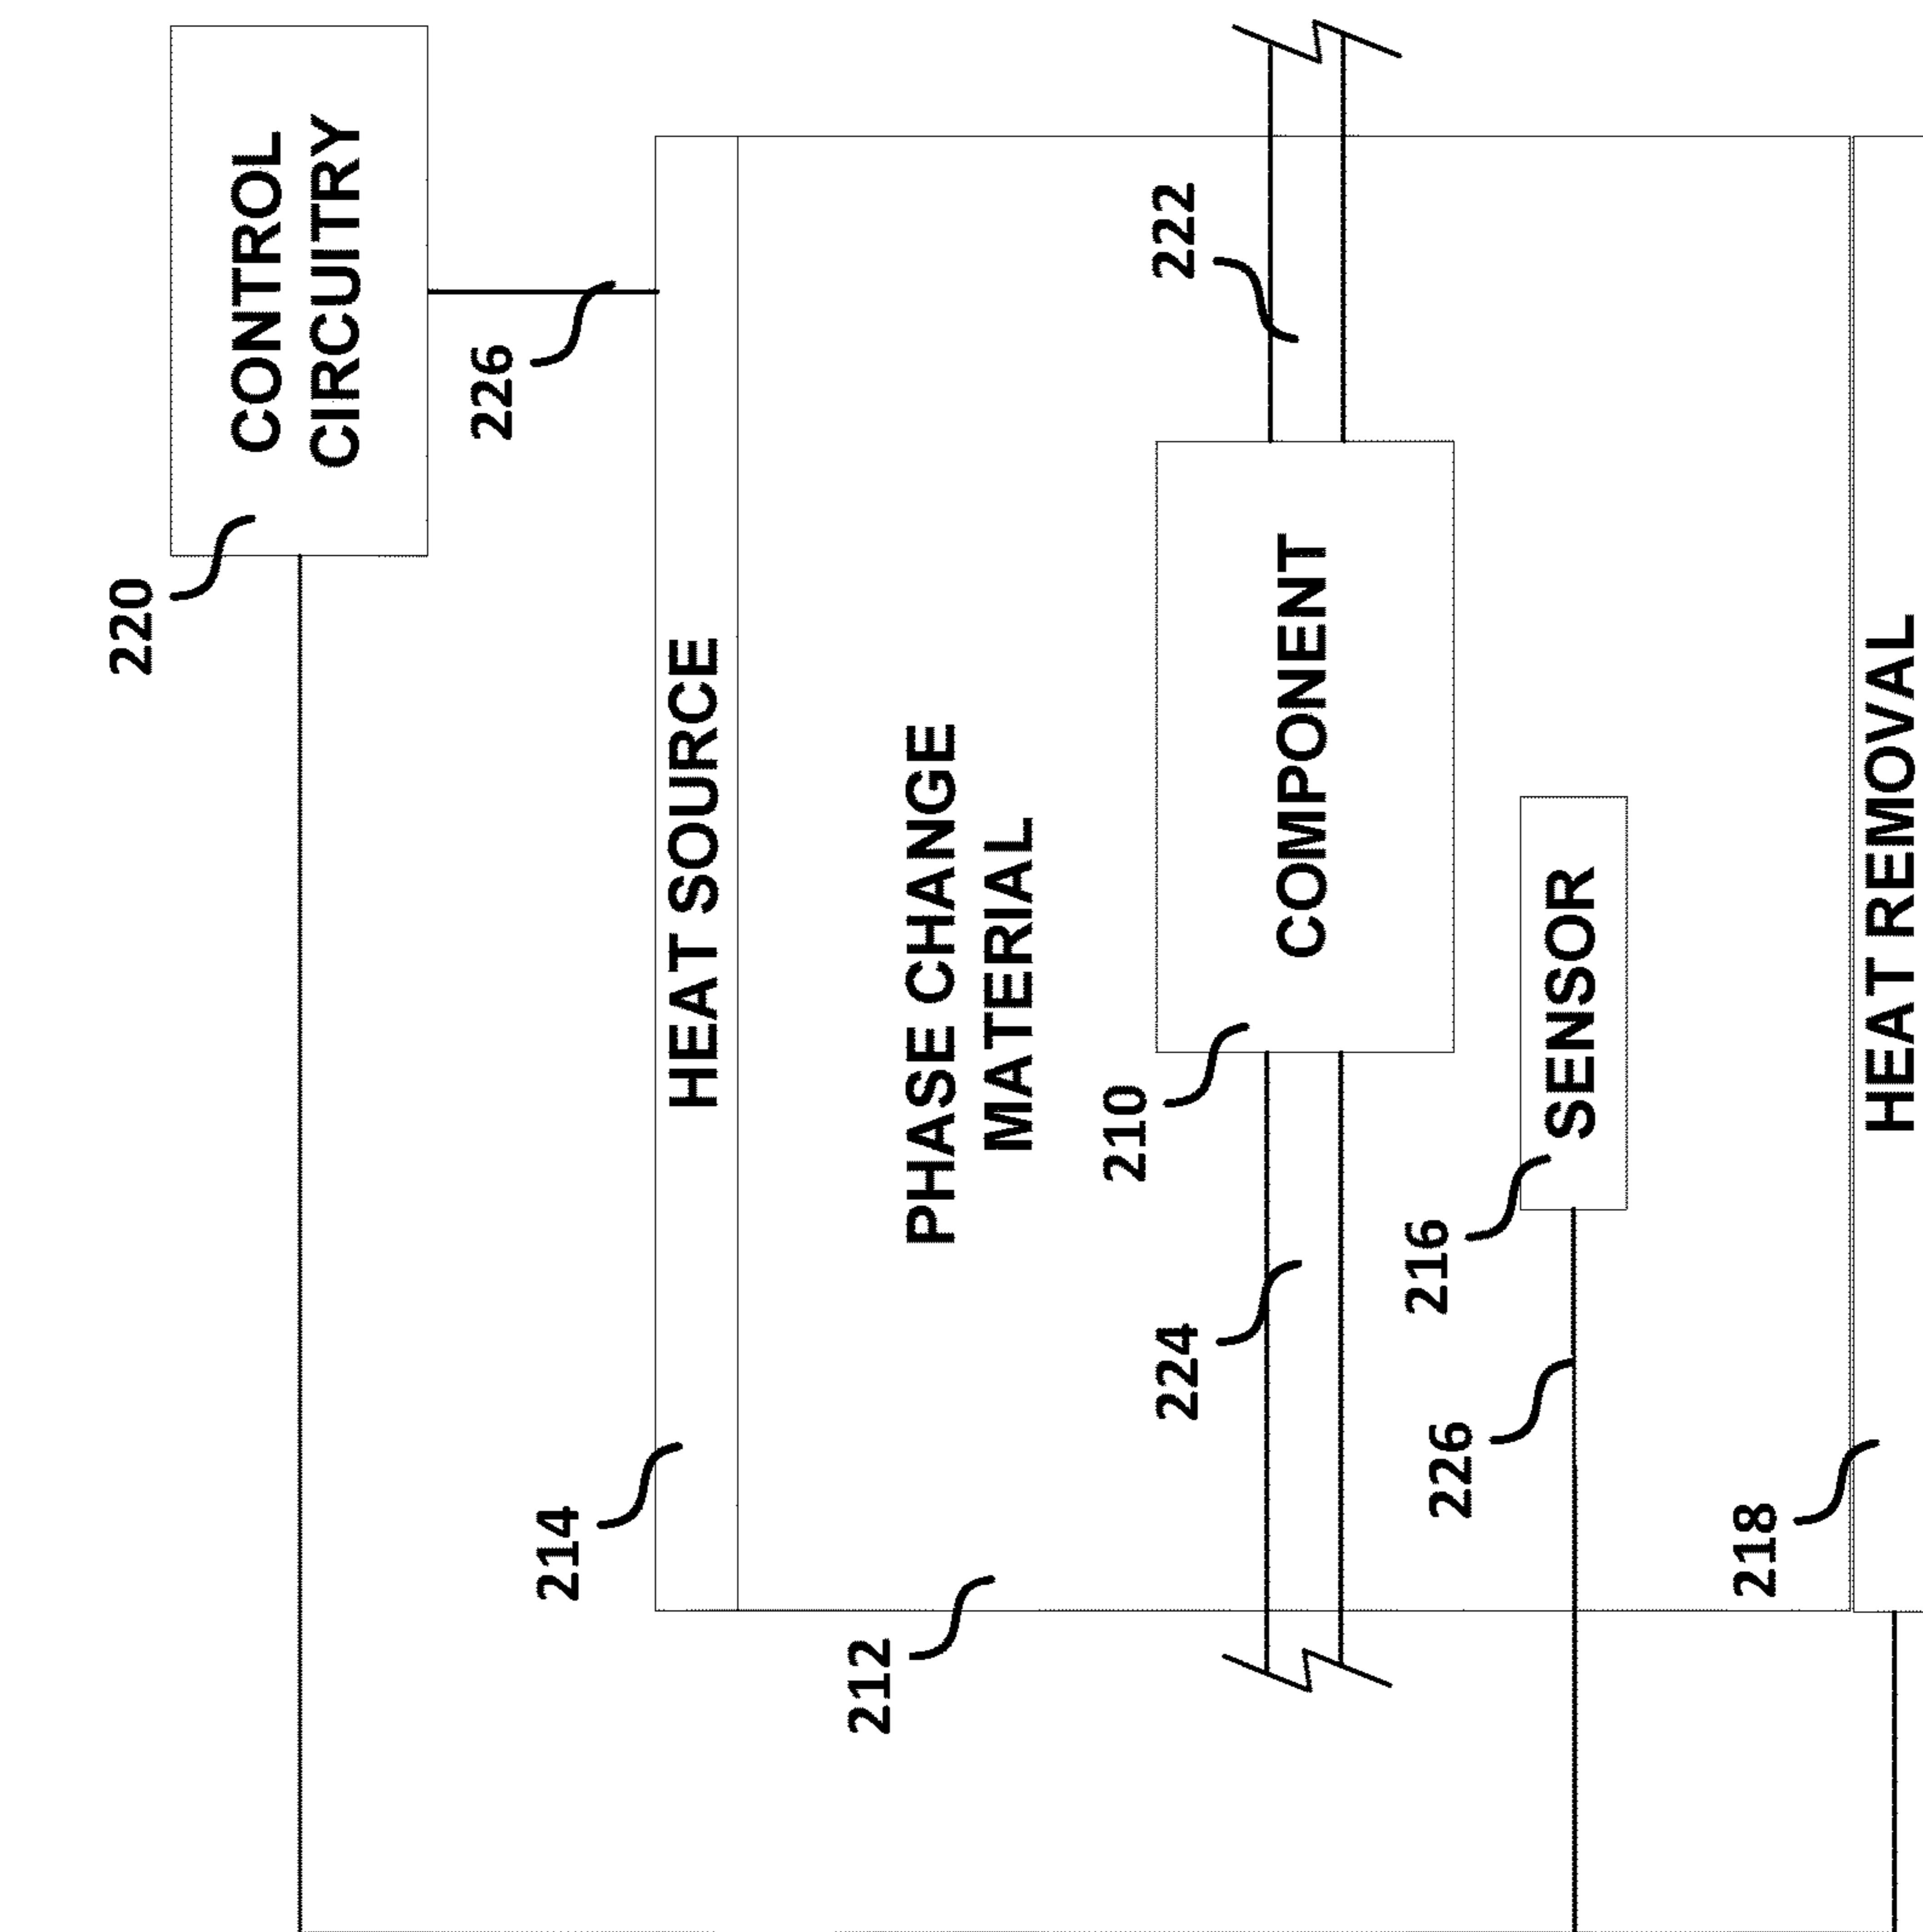 220
CONTROL
CIRCUITRY
226
214
HEAT SOURCE
212
PHASE CHANGE
MATERIAL
222
210
COMPONENT
224
216
SENSOR
226
218
HEAT REMOVAL